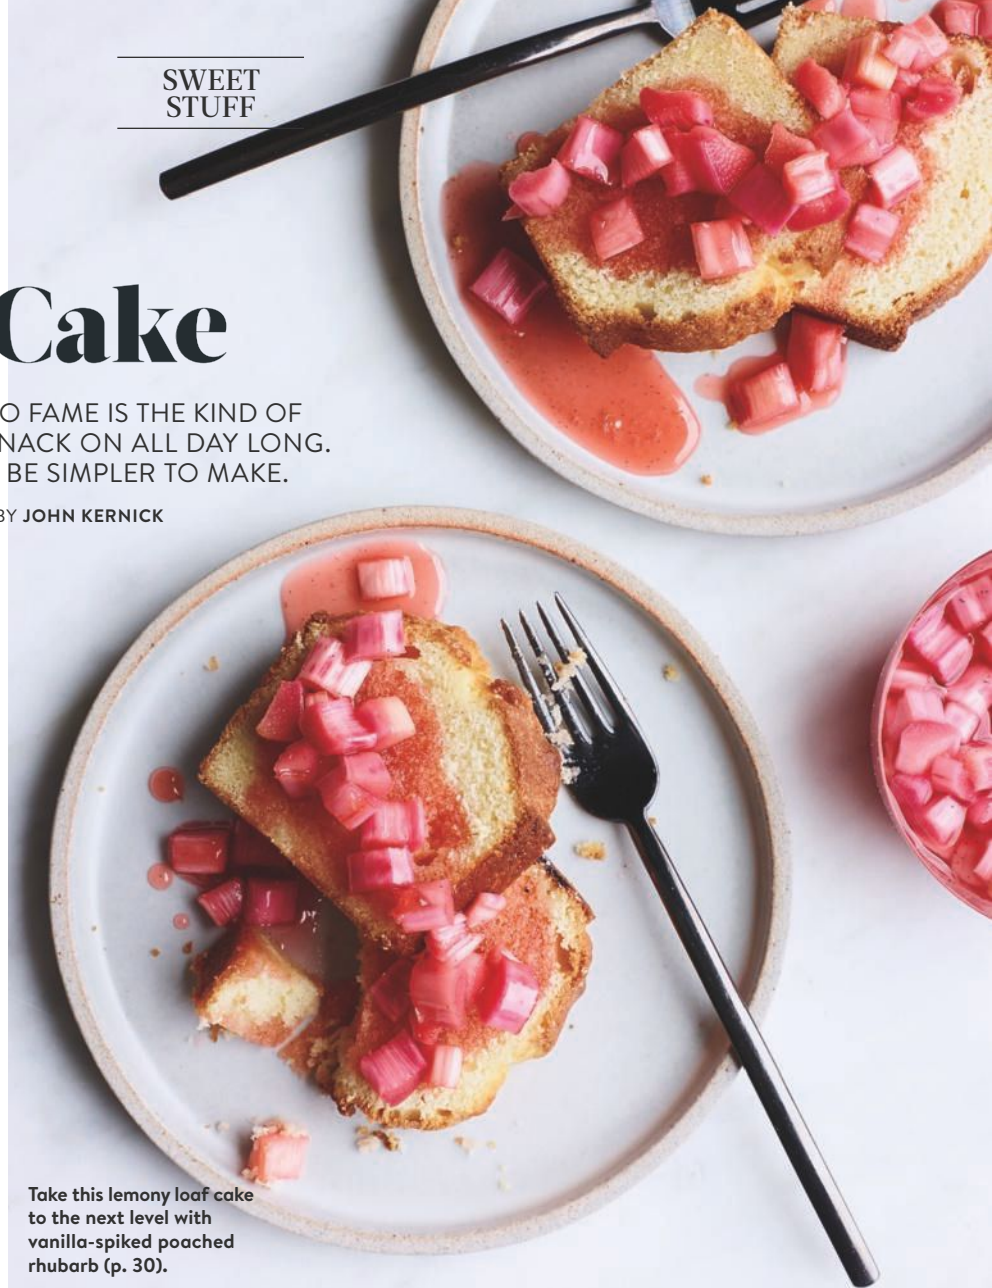 SWEET
STUFF
Cake
O FAME IS THE KIND OF
NACK ON ALL DAY LONG.
BE SIMPLER TO MAKE.
BY JOHN KERNICK
Take this lemony loaf cake
to the next level with
vanilla-spiked poached
rhubarb (p. 30).